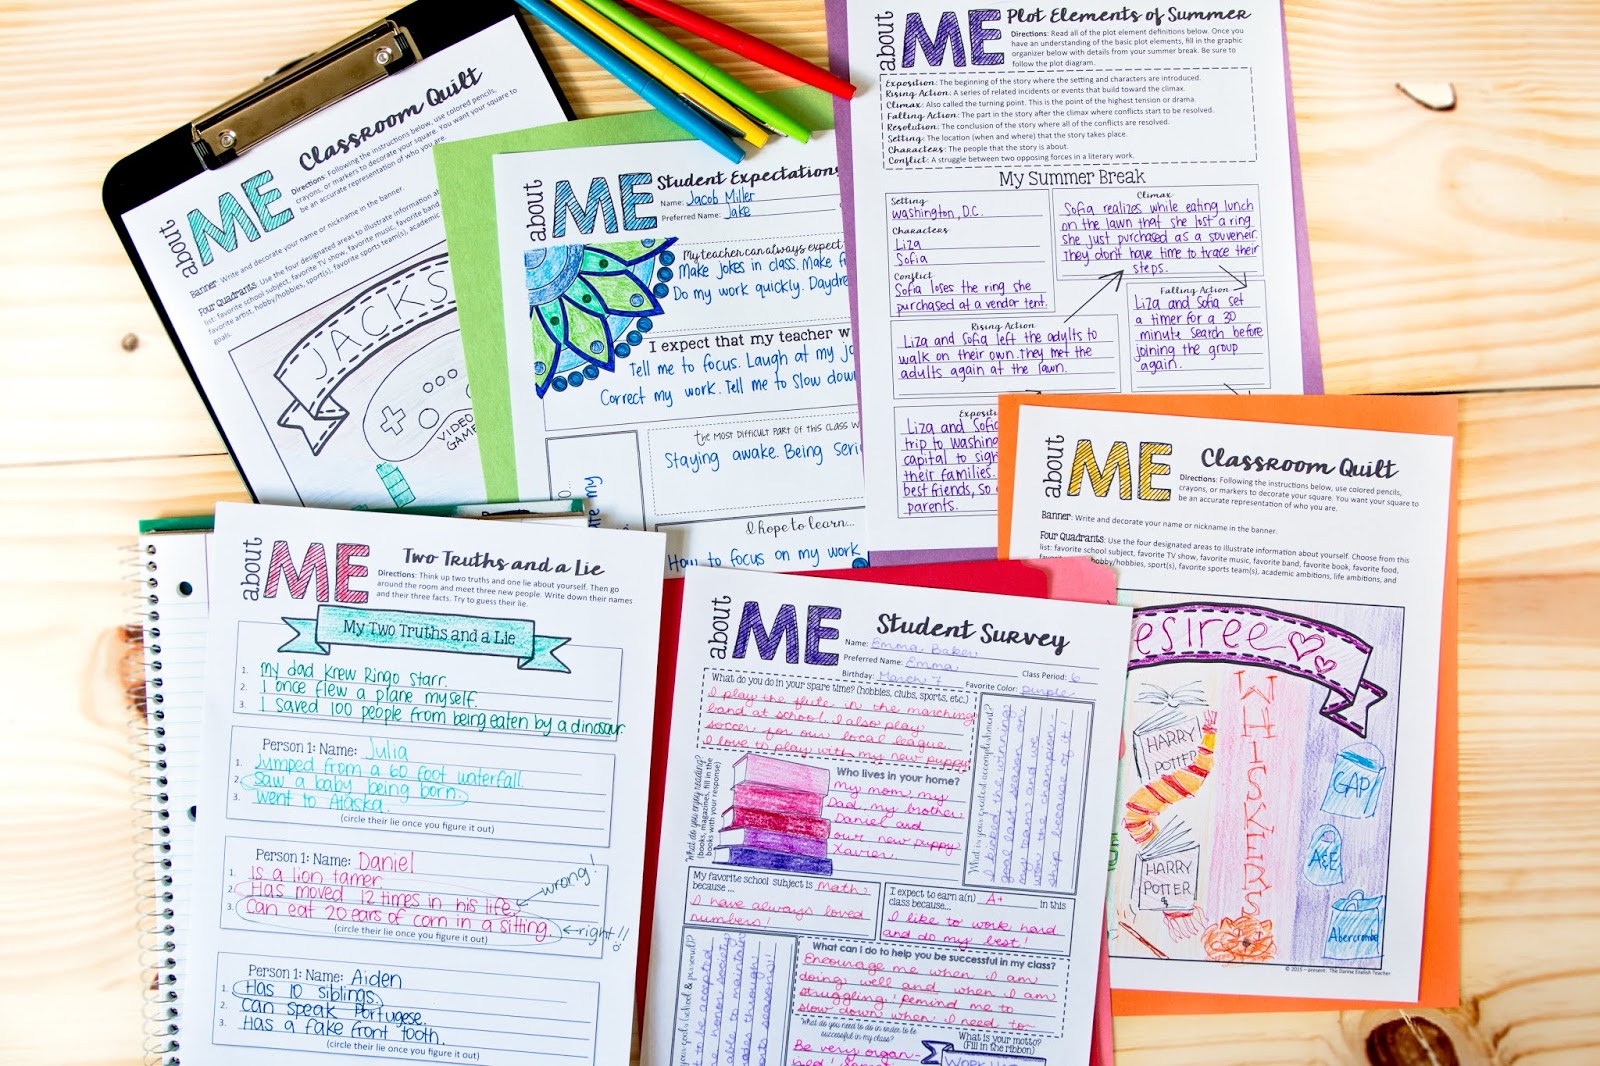 about
ME
Classroom Quilt
Directions: Following the instructions below, use colored pencils,
crayons, or markers to decorate your square. You want your square to
be an accurate representation of who you are.
Banner: Write and decorate your name or nickname in the banner.
Four Quadrants: Use the four designated areas to illustrate information
list: favorite school subject, favorite TV show, favorite music, favorite band
favorite artist, hobby/hobbies, sport(s), favorite sports team(s), academic
goals.
JACKS
VIDEO
GAME
about
ME
Student Expectations
Name: Jacob Miller
Preferred Name: Jake
My teacher can always expect
Make jokes in class. Make
Do my work quickly.
I expect that my teacher
Tell me to focus. Laugh at my
Correct my work. Tell me to slow down
The most difficult part of this class
Staying awake. Being
I hope to learn...
How to focus on my work
about
ME
Plot Elements of Summer
Directions: Read all of the plot element definitions below. Once you
have an understanding of the basic plot elements, fill in the graphic
organizer below with details from your summer break. Be sure to
follow the plot diagram.
Exposition: The beginning of the story where the setting and characters are introduced.
Rising Action: A series of related incidents or events that build toward the climax.
Climax: Also called the turning point. This is the point of the highest tension or drama.
Falling Action: The part in the story after the climax where conflicts start to be resolved.
Resolution: The conclusion of the story where all of the conflicts are resolved.
Setting: The location (when and where) that the story takes place.
Characters: The people that the story is about.
Conflict: A struggle between two opposing forces in a literary work.
My Summer Break
Setting:
Washington, D.C.
Characters:
Liza
Sofia
Conflict
Sofia loses the ring she
purchased at a vendor tent.
Climax:
Sofia realizes while eating lunch
on the lawn that she lost a ring
she just purchased as a souvenir.
They don't have time to trace their
steps.
Rising Action:
Liza and Sofia left the adults to
walk on their own. They met the
adults again at the lawn.
Falling Action:
Liza and Sofia set
a timer for a 30
minute search before
joining the group
again.
Liza and Sofia
trip to Washing
capital to
their families.
best friends, so
parents.
about
ME
Classroom Quilt
Directions: Following the instructions below, use colored pencils,
crayons, or markers to decorate your square. You want your square to
be an accurate representation of who you are.
Banner: Write and decorate your name or nickname in the banner.
Four Quadrants: Use the four designated areas to illustrate information about yourself. Choose from this
list: favorite school subject, favorite TV show, favorite music, favorite band, favorite book, favorite food,
hobby/hobbies, sport(s), favorite sports team(s), academic ambitions, life ambitions, and
esiree
HARRY
POTTER
HARRY
POTTER
&
WHISKERS
GAP
A&E
Abercrombie
© 2015 - present: The Daring English Teacher
about
ME
Two Truths and a Lie
Directions: Think up two truths and one lie about yourself. Then go
around the room and meet three new people. Write down their names
and their three facts. Try to guess their lie.
My Two Truths and a Lie
1. My dad knew Ringo Starr.
2. I once flew a plane myself.
3. I saved 100 people from being eaten by a dinosaur.
Person 1: Name: Julia
1. Jumped from a 60 foot waterfall.
2. Saw a baby being born.
3. Went to Alaska.
(circle their lie once you figure it out)
Person 1: Name: Daniel
1. Is a lion tamer.
2. Has moved 12 times in his life.
wrong!
3. Can eat 20 ears of corn in a sitting.
right!!
(circle their lie once you figure it out)
Person 1: Name: Aiden
1. Has 10 siblings.
2. Can speak Portugese.
3. Has a fake front tooth.
(circle their lie once you figure it out)
about
ME
Student Survey
Name: Emma Baker
Preferred Name: Emma
Class Period: 6
Birthday: March 7
Favorite Color: purple
What do you do in your spare time? (hobbies, clubs, sports, etc.)
I play the flute in the marching
band at school. I also play
soccer for our local league.
I love to play with my new puppy
What do you enjoy reading?
(books, magazines, fill in the
books with your response)
Who lives in your home?
My mom, my
Dad, my brother
Daniel and
our new puppy
Xavier.
What is your greatest accomplishment?
I kicked the winning
goal last season on
my team and we
won the champion-
ship because of it!
My favorite school subject is math
because ...
I have always loved
numbers!
I expect to earn a(n) A+ in this
class because...
I like to work hard
and do my best!
What can I do to help you be successful in my class?
Encourage me when I am
doing well and when I am
struggling. Remind me to
slow down when I need to
What do you need to do in order to be
successful in my class?
Be very organ-
What is your motto?
(Fill in the ribbon)